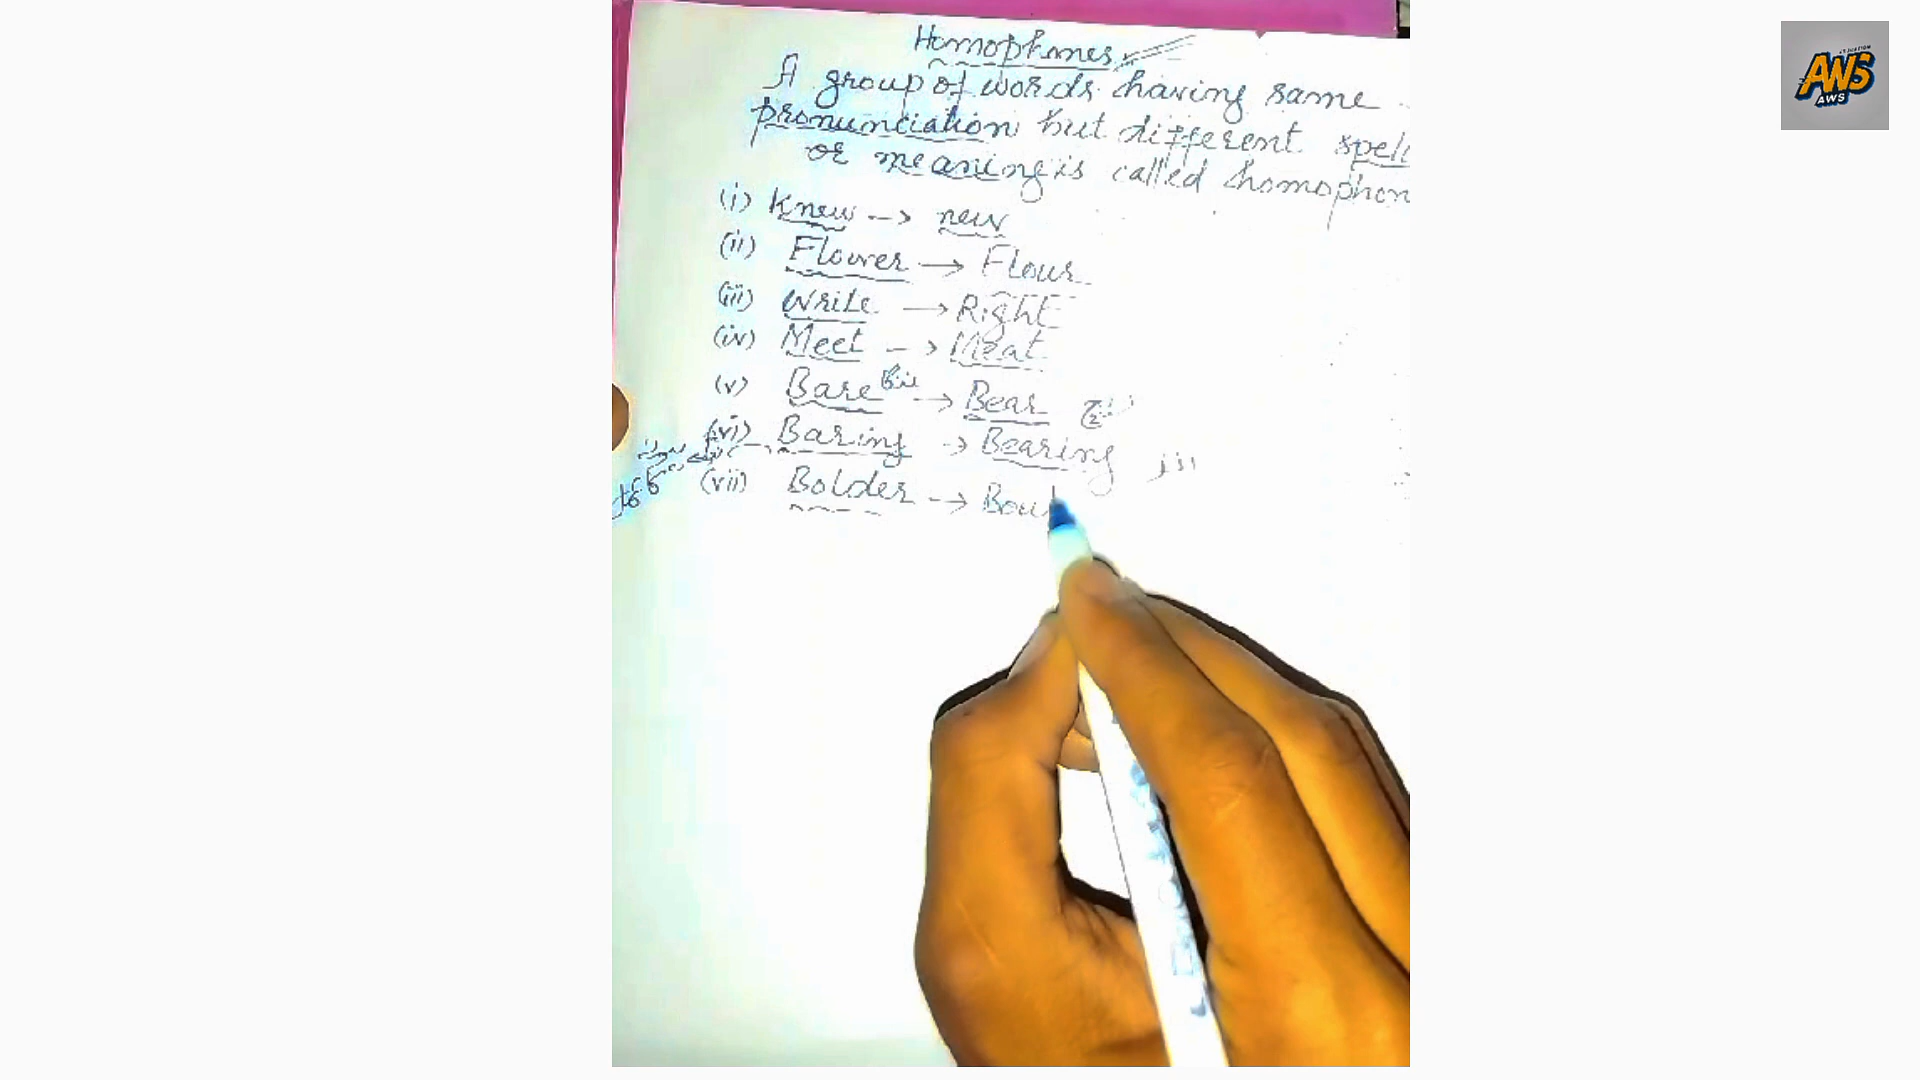 Homophones
A group of words having same
pronunciation but different spell
or meaning is called homophon
(i) Knew --> new
(ii) Flower → Flour
(iii) Write → Right
(iv) Meet --> Meat
(v) Bare → Bear
(vi) Baring → Bearing
(vii) Bolder --> Bou
AWS
AWS